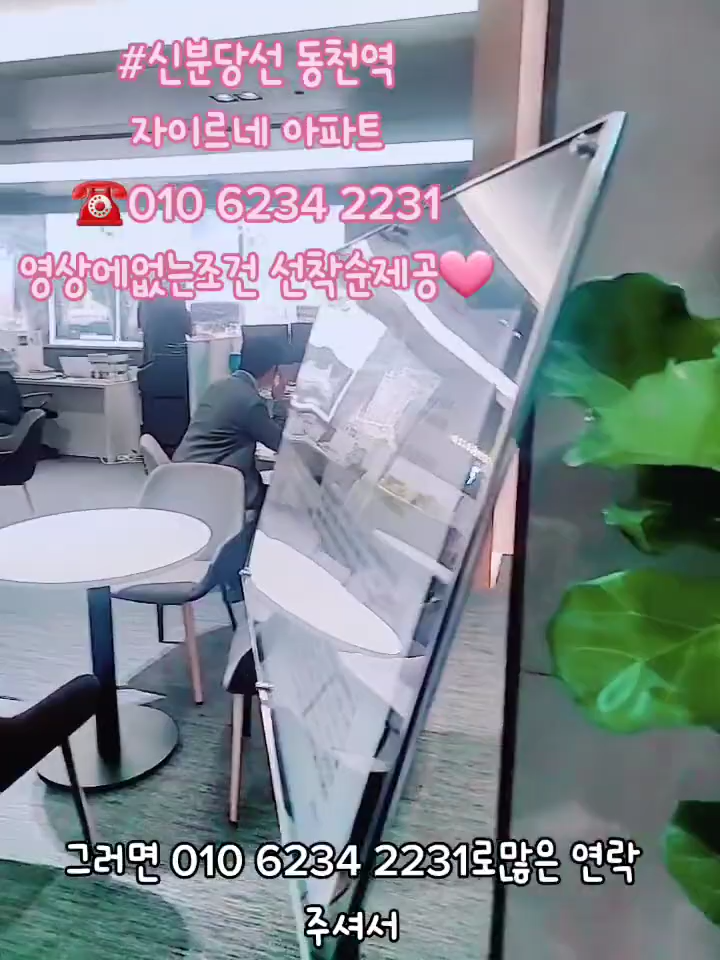 #신분당선 동천역
자이르네 아파트
☎️010 6234 2231
영상에없는조건 선착순제공🩷
그러면 010 6234 2231로많은 연락
주셔서